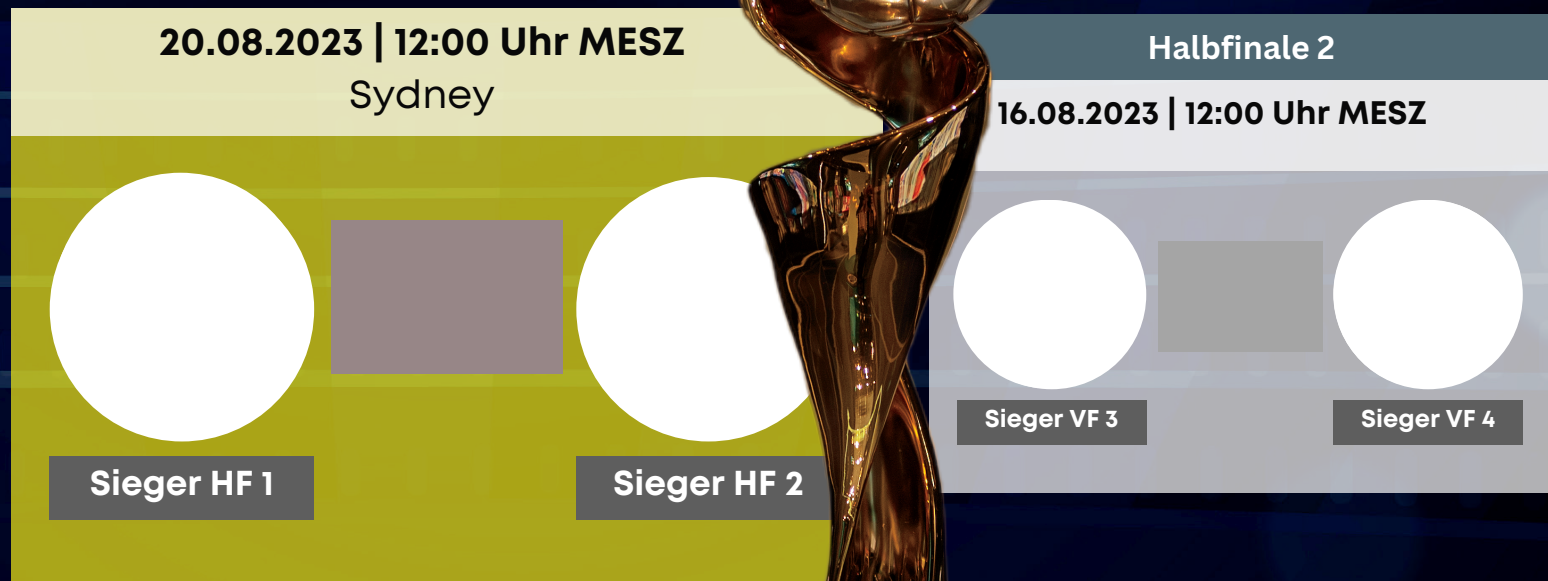 20.08.2023 | 12:00 Uhr MESZ
Sydney
Sieger HF 1
Sieger HF 2
Halbfinale 2
16.08.2023 | 12:00 Uhr MESZ
Sieger VF 3
Sieger VF 4